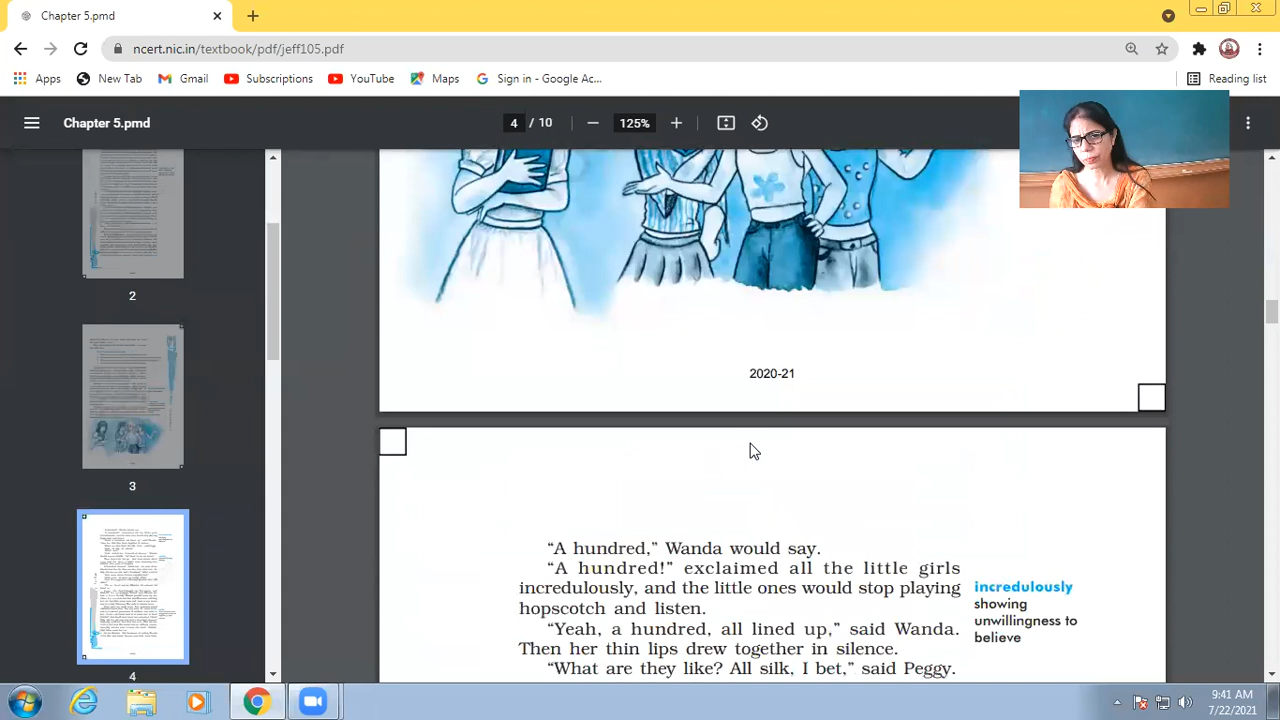 Chapter 5.pmd
ncert.nic.in/textbook/pdf/jeff105.pdf
Apps New Tab Gmail Subscriptions YouTube Maps Sign in - Google Ac... Reading list
Chapter 5.pmd 4 / 10 125%
2
3
4
2020-21
“A hundred,” Wanda would say.
“A hundred!” exclaimed all the little girls
incredulously, and the little ones would stop playing
hopscotch and listen.
“Yeah, a hundred, all lined up,” said Wanda.
Then her thin lips drew together in silence.
“What are they like? All silk, I bet,” said Peggy.
incredulously
showing
unwillingness to
believe
9:41 AM
7/22/2021